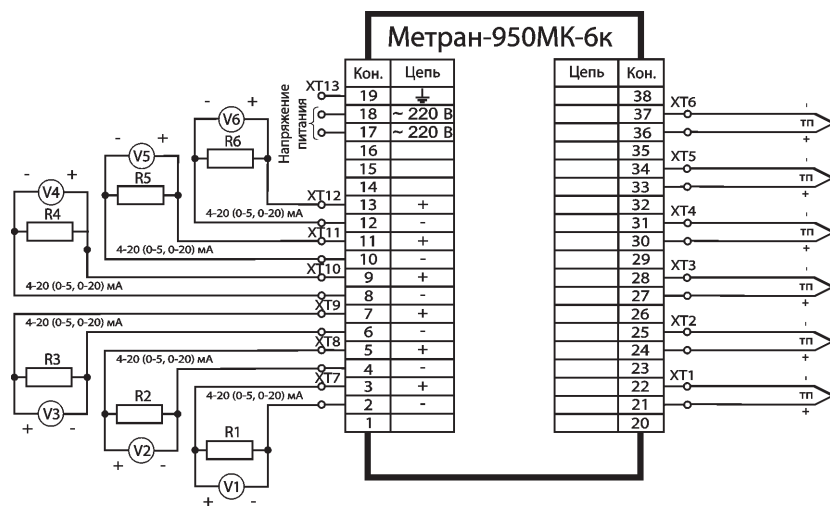 Метран-950МК-6к
Кон. Цепь
Цепь Кон.
XT13 19
Напряжение питания
18 ~ 220 В
17 ~ 220 В
16
15
14
XT12 13 +
4-20 (0-5, 0-20) мА 12 -
XT11 11 +
4-20 (0-5, 0-20) мА 10 -
XT10 9 +
4-20 (0-5, 0-20) мА 8 -
XT9 7 +
4-20 (0-5, 0-20) мА 6 -
XT8 5 +
4-20 (0-5, 0-20) мА 4 -
XT7 3 +
4-20 (0-5, 0-20) мА 2 -
1
- V6 +
R6
- V5 +
R5
- V4 +
R4
R3
+ V3 -
R2
+ V2 -
R1
+ V1 -
38
37 XT6 -
ТП
36 +
35
34 XT5 -
ТП
33 +
32
31 XT4 -
ТП
30 +
29
28 XT3 -
ТП
27 +
26
25 XT2 -
ТП
24 +
23
22 XT1 -
ТП
21 +
20